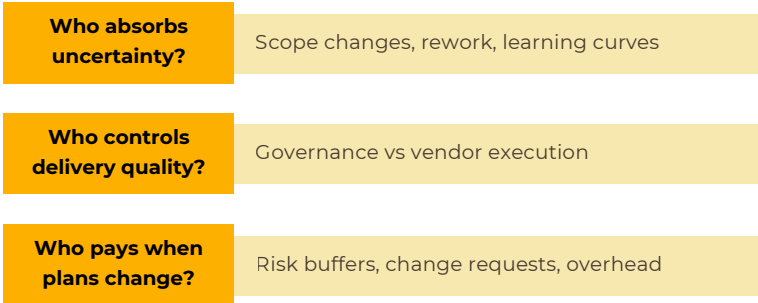 Who absorbs
uncertainty?
Scope changes, rework, learning curves
Who controls
delivery quality?
Governance vs vendor execution
Who pays when
plans change?
Risk buffers, change requests, overhead